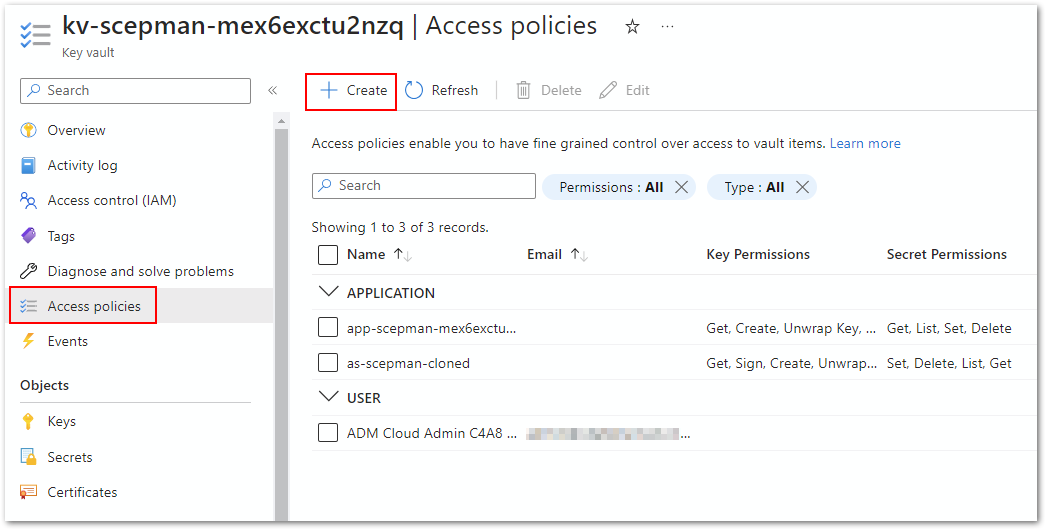 kv-scepman-mex6exctu2nzq | Access policies
Key vault
Search
Overview
Activity log
Access control (IAM)
Tags
Diagnose and solve problems
Access policies
Events
Objects
Keys
Secrets
Certificates
Create Refresh Delete Edit
Access policies enable you to have fine grained control over access to vault items. Learn more
Search Permissions : All Type : All
Showing 1 to 3 of 3 records.
Name Email Key Permissions Secret Permissions
APPLICATION
app-scepman-mex6exctu... Get, Create, Unwrap Key, ... Get, List, Set, Delete
as-scepman-cloned Get, Sign, Create, Unwrap... Set, Delete, List, Get
USER
ADM Cloud Admin C4A8 ... ...